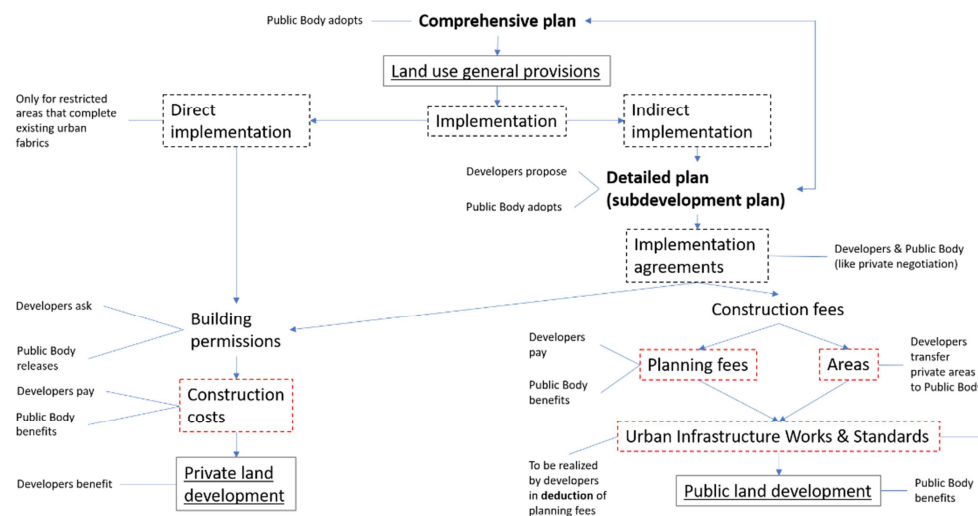 Public Body adopts
Comprehensive plan
Land use general provisions
Only for restricted
areas that complete
existing urban
fabrics
Direct
implementation
Implementation
Indirect
implementation
Developers propose
Public Body adopts
Detailed plan
(subdevelopment plan)
Implementation
agreements
Developers & Public Body
(like private negotiation)
Developers ask
Public Body
releases
Building
permissions
Construction fees
Developers
pay
Public Body
benefits
Planning fees
Areas
Developers
transfer
private areas
to Public Body
Developers pay
Public Body
benefits
Construction
costs
Urban Infrastructure Works & Standards
To be realized
by developers
in deduction of
planning fees
Developers benefit
Private land
development
Public land development
Public Body
benefits